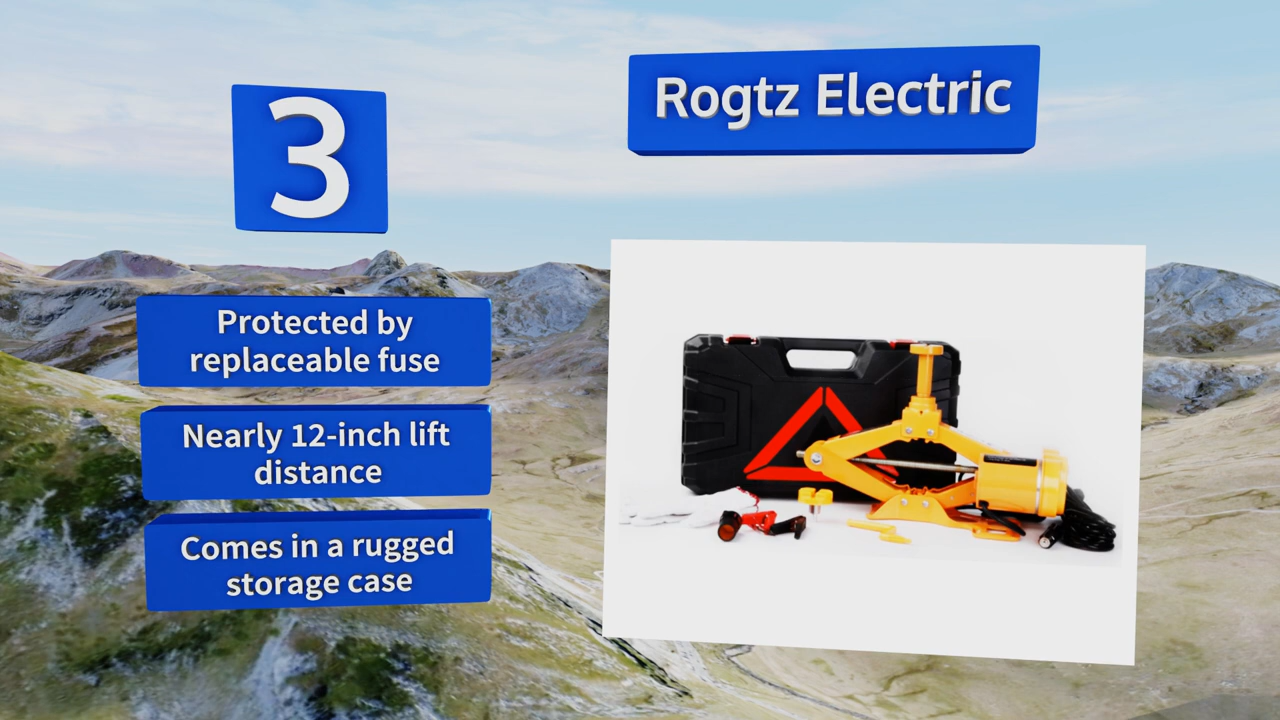 3
Rogtz Electric
Protected by
replaceable fuse
Nearly 12-inch lift
distance
Comes in a rugged
storage case